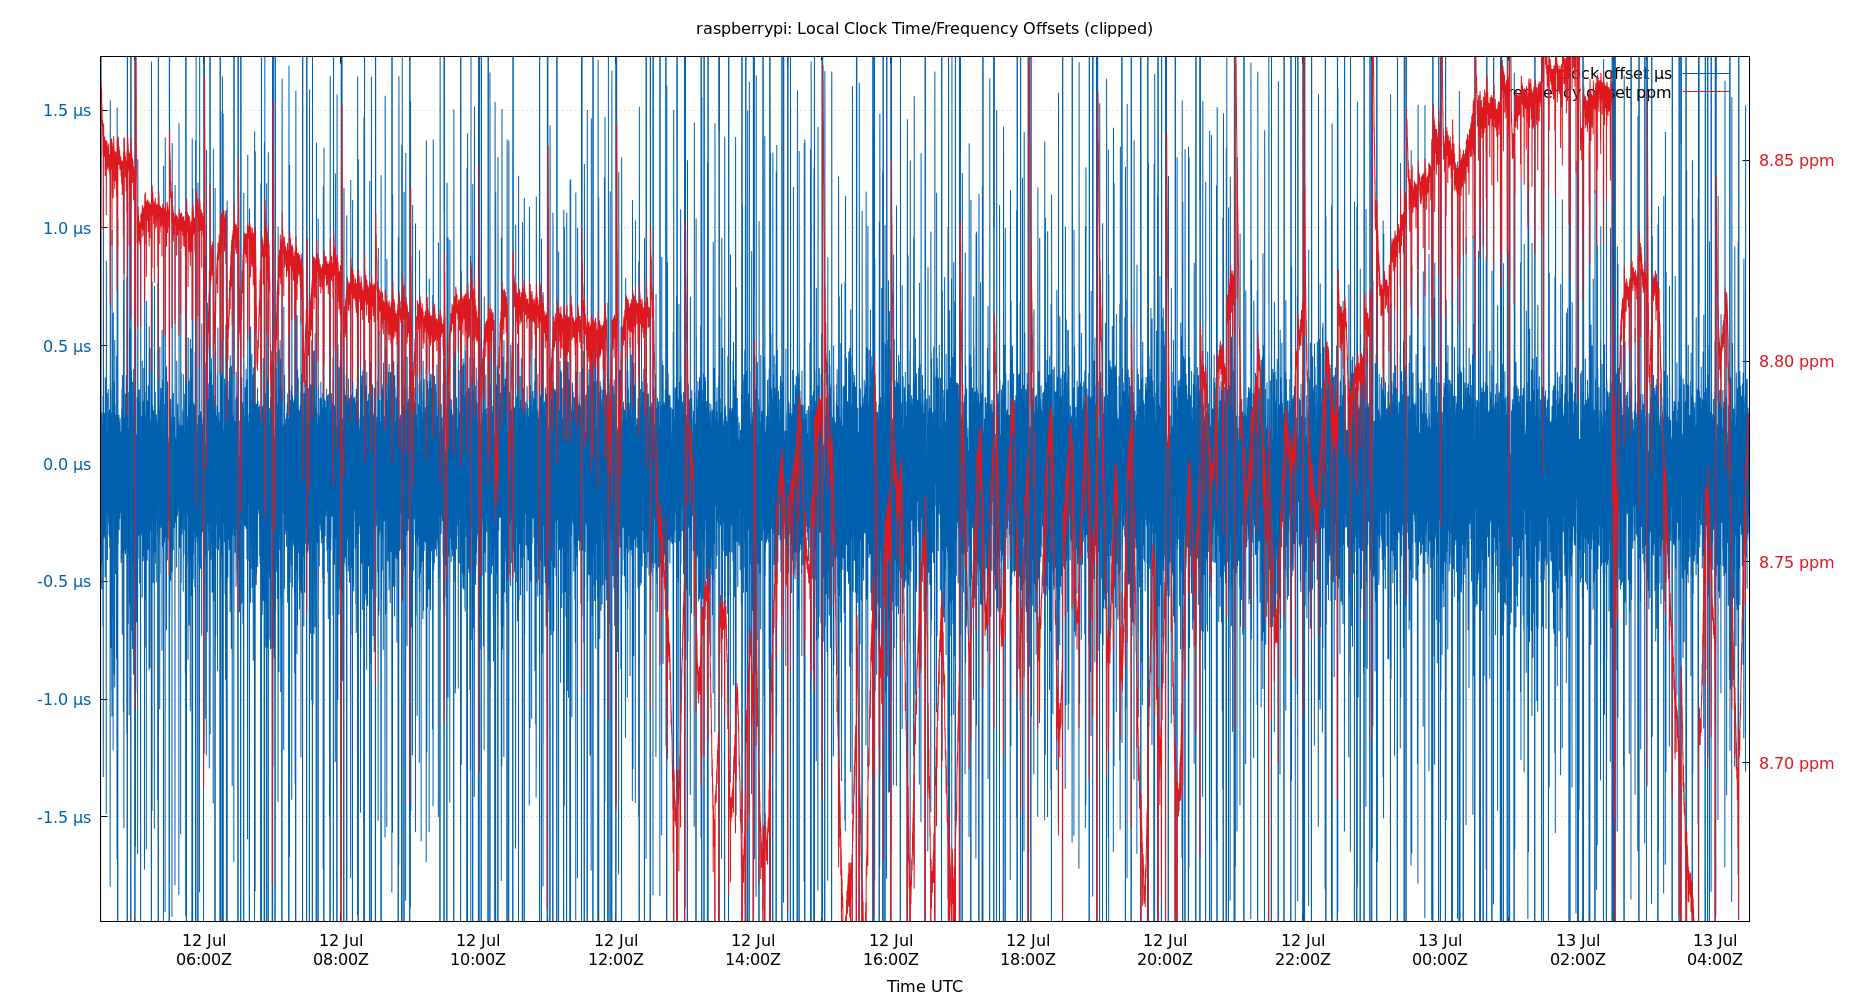 raspberrypi: Local Clock Time/Frequency Offsets (clipped)
offset µs
ppm
1.5 µs
1.0 µs
0.5 µs
0.0 µs
-0.5 µs
-1.0 µs
-1.5 µs
8.85 ppm
8.80 ppm
8.75 ppm
8.70 ppm
12 Jul 12 Jul 12 Jul 12 Jul 12 Jul 12 Jul 12 Jul 12 Jul 12 Jul 13 Jul 13 Jul 13 Jul
06:00Z 08:00Z 10:00Z 12:00Z 14:00Z 16:00Z 18:00Z 20:00Z 22:00Z 00:00Z 02:00Z 04:00Z
Time UTC